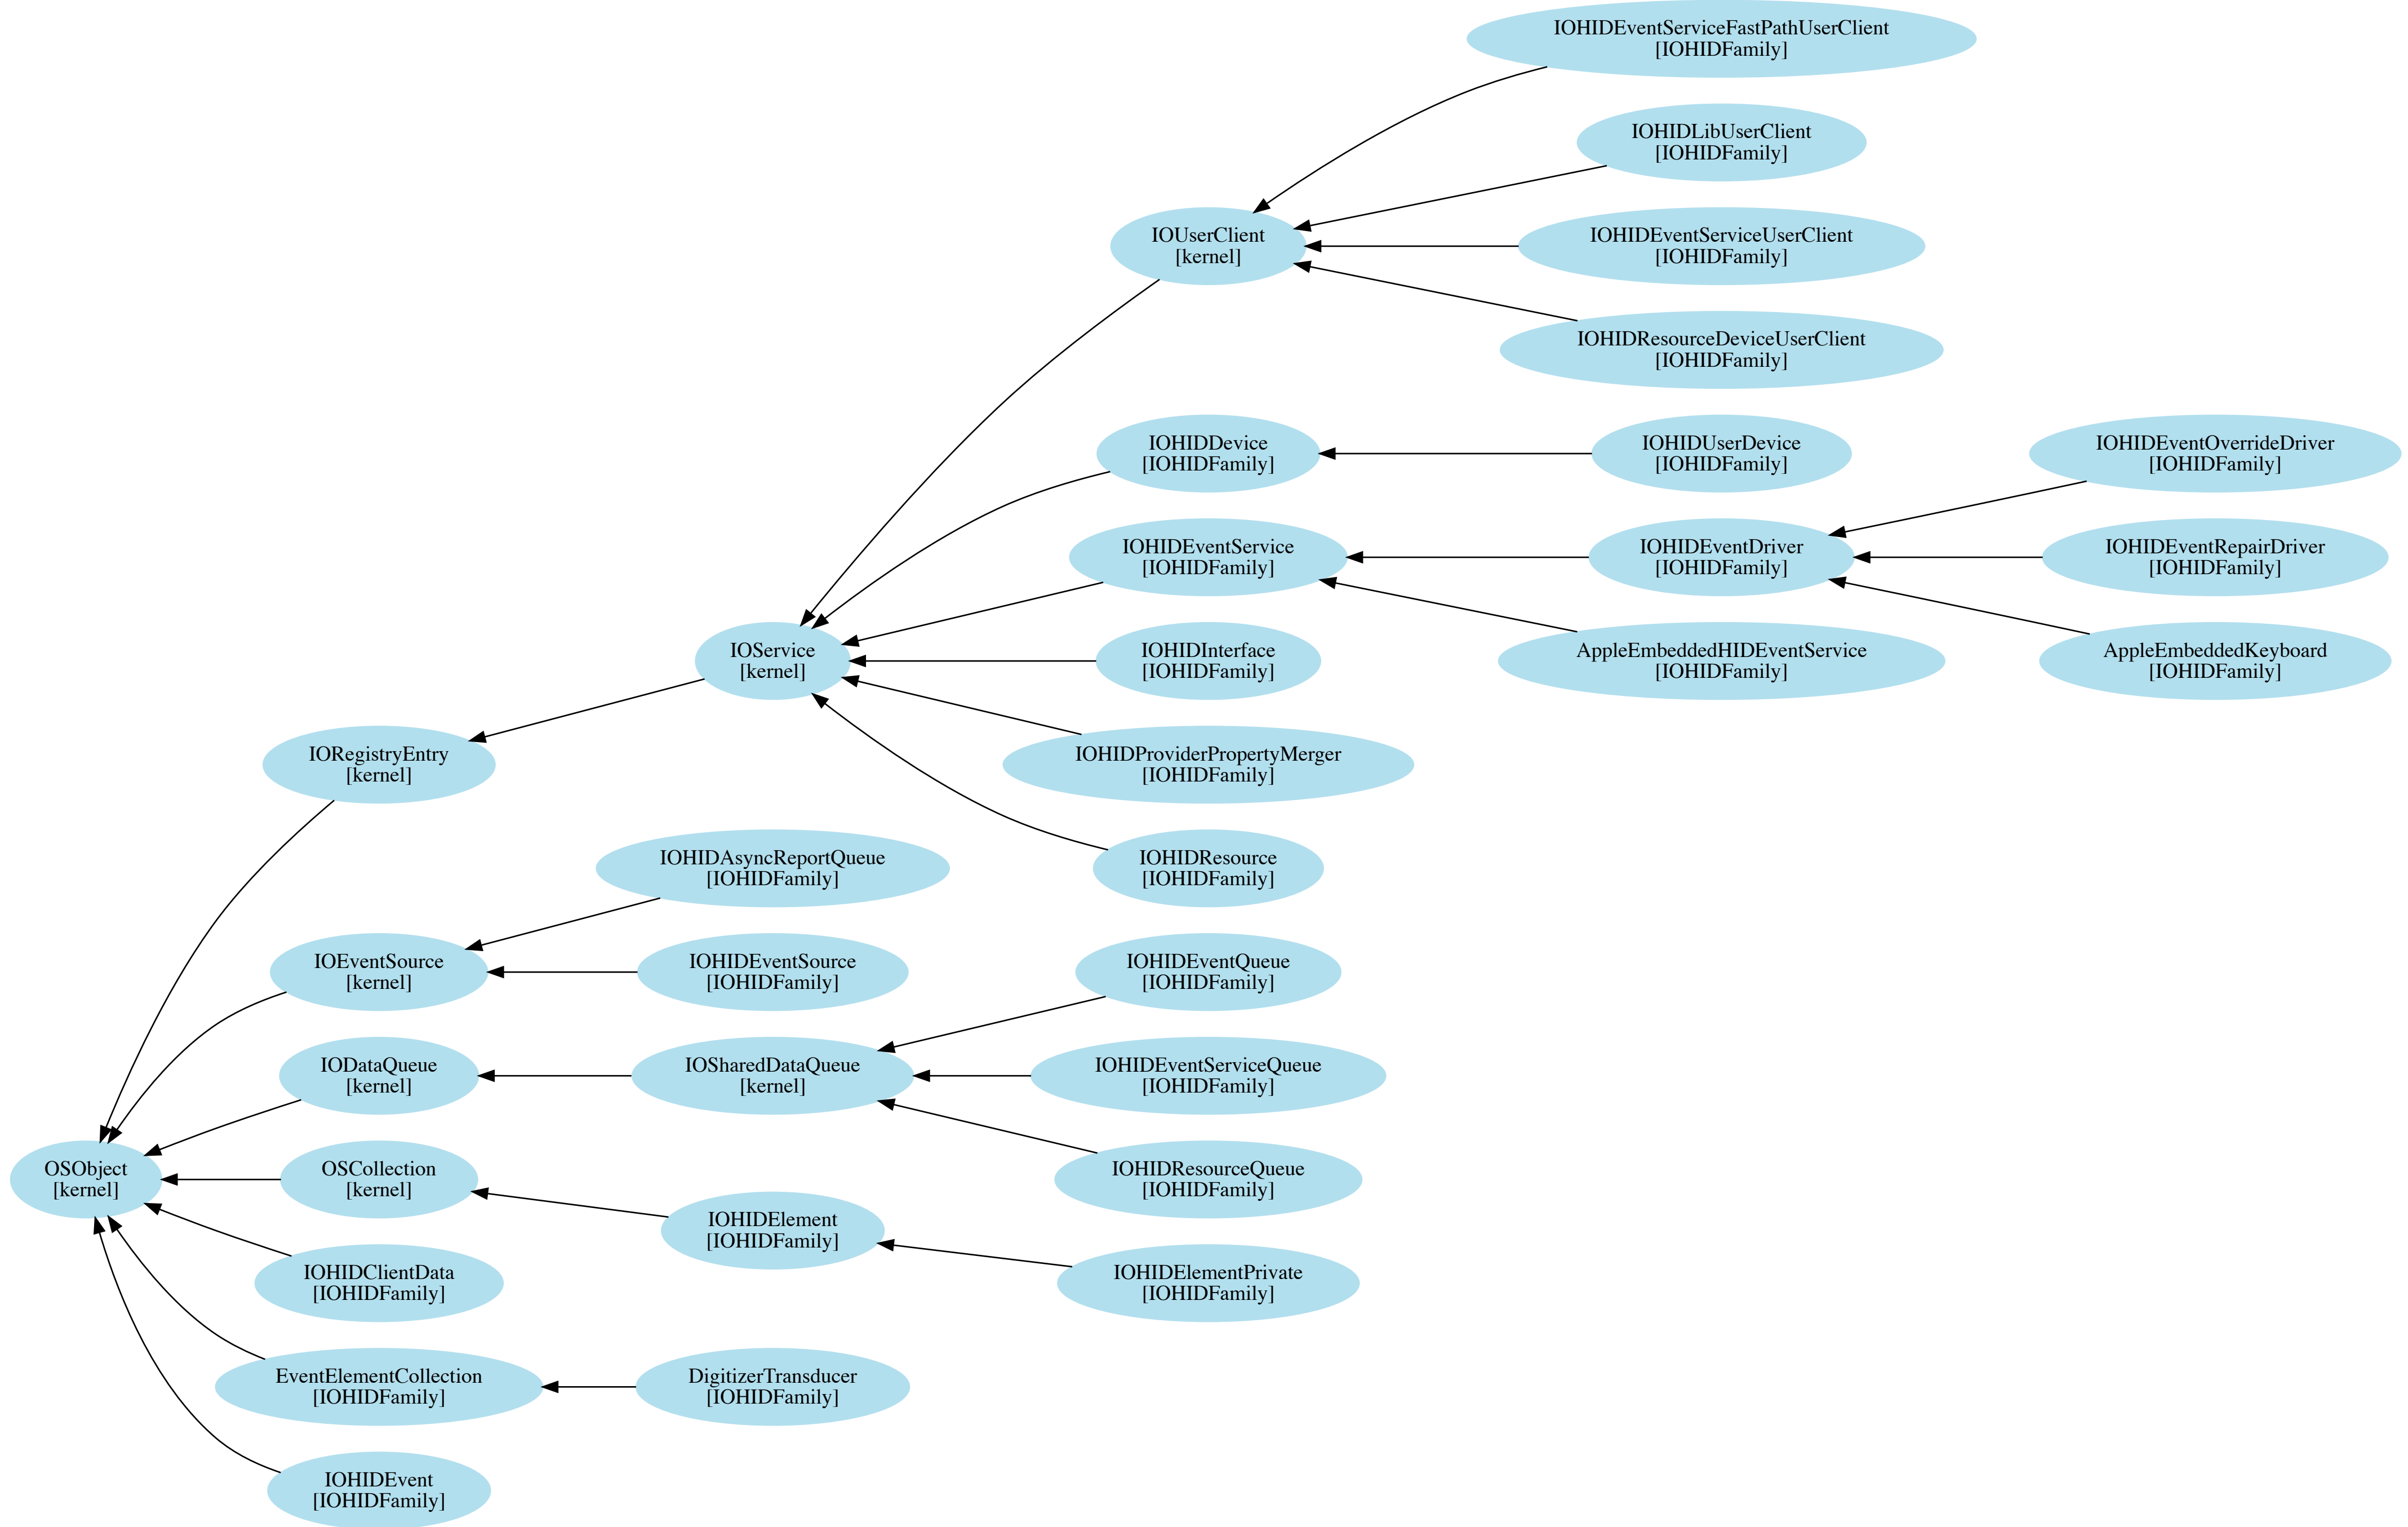 IOHIDEventServiceFastPathUserClient
[IOHIDFamily]
IOHIDLibUserClient
[IOHIDFamily]
IOUserClient
[kernel]
IOHIDEventServiceUserClient
[IOHIDFamily]
IOHIDResourceDeviceUserClient
[IOHIDFamily]
IOHIDDevice
[IOHIDFamily]
IOHIDUserDevice
[IOHIDFamily]
IOHIDEventOverrideDriver
[IOHIDFamily]
IOHIDEventService
[IOHIDFamily]
IOHIDEventDriver
[IOHIDFamily]
IOHIDEventRepairDriver
[IOHIDFamily]
IOService
[kernel]
IOHIDInterface
[IOHIDFamily]
AppleEmbeddedHIDEventService
[IOHIDFamily]
AppleEmbeddedKeyboard
[IOHIDFamily]
IORegistryEntry
[kernel]
IOHIDProviderPropertyMerger
[IOHIDFamily]
IOHIDAsyncReportQueue
[IOHIDFamily]
IOHIDResource
[IOHIDFamily]
IOEventSource
[kernel]
IOHIDEventSource
[IOHIDFamily]
IOHIDEventQueue
[IOHIDFamily]
IODataQueue
[kernel]
IOSharedDataQueue
[kernel]
IOHIDEventServiceQueue
[IOHIDFamily]
OSObject
[kernel]
OSCollection
[kernel]
IOHIDResourceQueue
[IOHIDFamily]
IOHIDElement
[IOHIDFamily]
IOHIDClientData
[IOHIDFamily]
IOHIDElementPrivate
[IOHIDFamily]
EventElementCollection
[IOHIDFamily]
DigitizerTransducer
[IOHIDFamily]
IOHIDEvent
[IOHIDFamily]